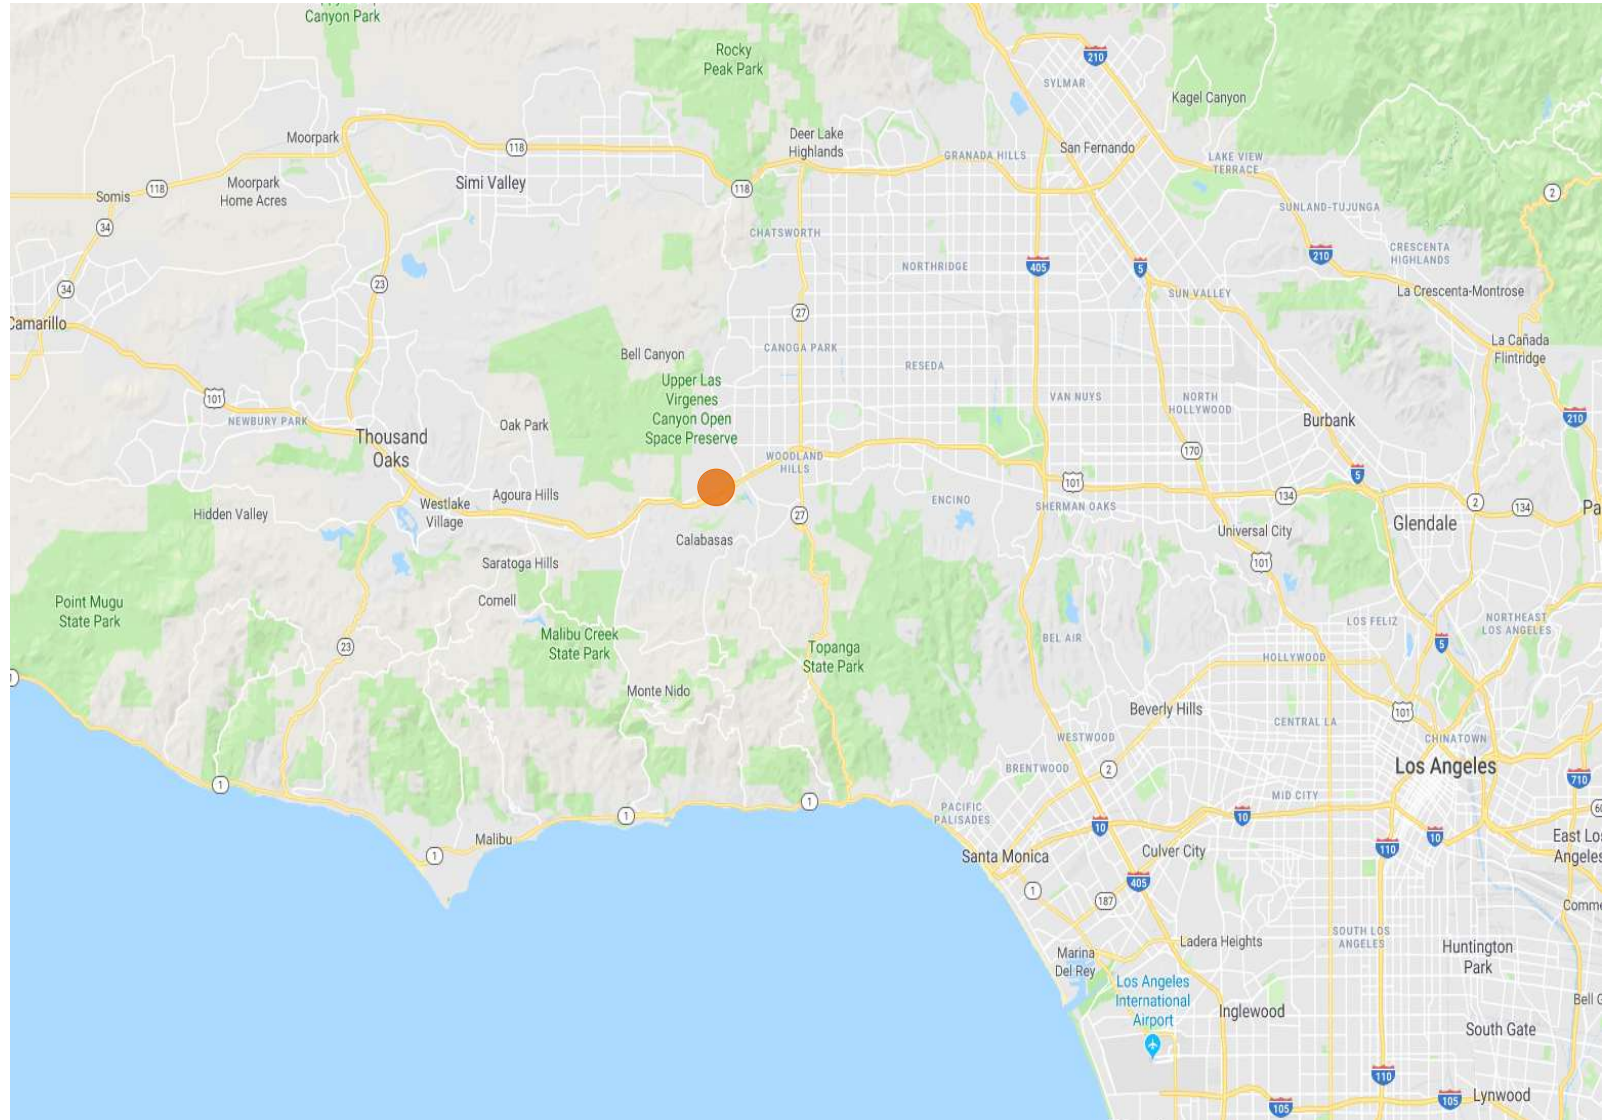 Canyon Park
Rocky
Peak Park
210
SYLMAR
Kagel Canyon
Moorpark
118
Deer Lake
Highlands
GRANADA HILLS
San Fernando
LAKE VIEW
TERRACE
Somis
118
Moorpark
Home Acres
Simi Valley
118
2
SUNLAND-TUJUNGA
34
CHATSWORTH
CRESCENTA
HIGHLANDS
NORTHRIDGE
405
5
210
34
23
SUN VALLEY
La Crescenta-Montrose
27
Camarillo
CANOGA PARK
Bell Canyon
RESEDA
La Cañada
Flintridge
Upper Las
Virgenes
Canyon Open
Space Preserve
101
NEWBURY PARK
VAN NUYS
NORTH
HOLLYWOOD
Burbank
210
Oak Park
Thousand
Oaks
WOODLAND
HILLS
170
5
101
134
2
134
Agoura Hills
Westlake
Village
Hidden Valley
ENCINO
SHERMAN OAKS
27
Glendale
Pa
Universal City
Calabasas
Saratoga Hills
101
Cornell
Point Mugu
State Park
Malibu Creek
State Park
Topanga
State Park
BEL AIR
LOS FELIZ
NORTHEAST
LOS ANGELES
23
5
HOLLYWOOD
Monte Nido
Beverly Hills
101
CENTRAL LA
WESTWOOD
CHINATOWN
BRENTWOOD
2
Los Angeles
710
1
1
1
MID CITY
PACIFIC
PALISADES
10
10
10
60
Malibu
1
Santa Monica
Culver City
110
East Los
Angeles
405
1
187
Comme
SOUTH LOS
ANGELES
Ladera Heights
Huntington
Park
Marina
Del Rey
Los Angeles
International
Airport
Inglewood
Bell G
South Gate
110
105
105
Lynwood